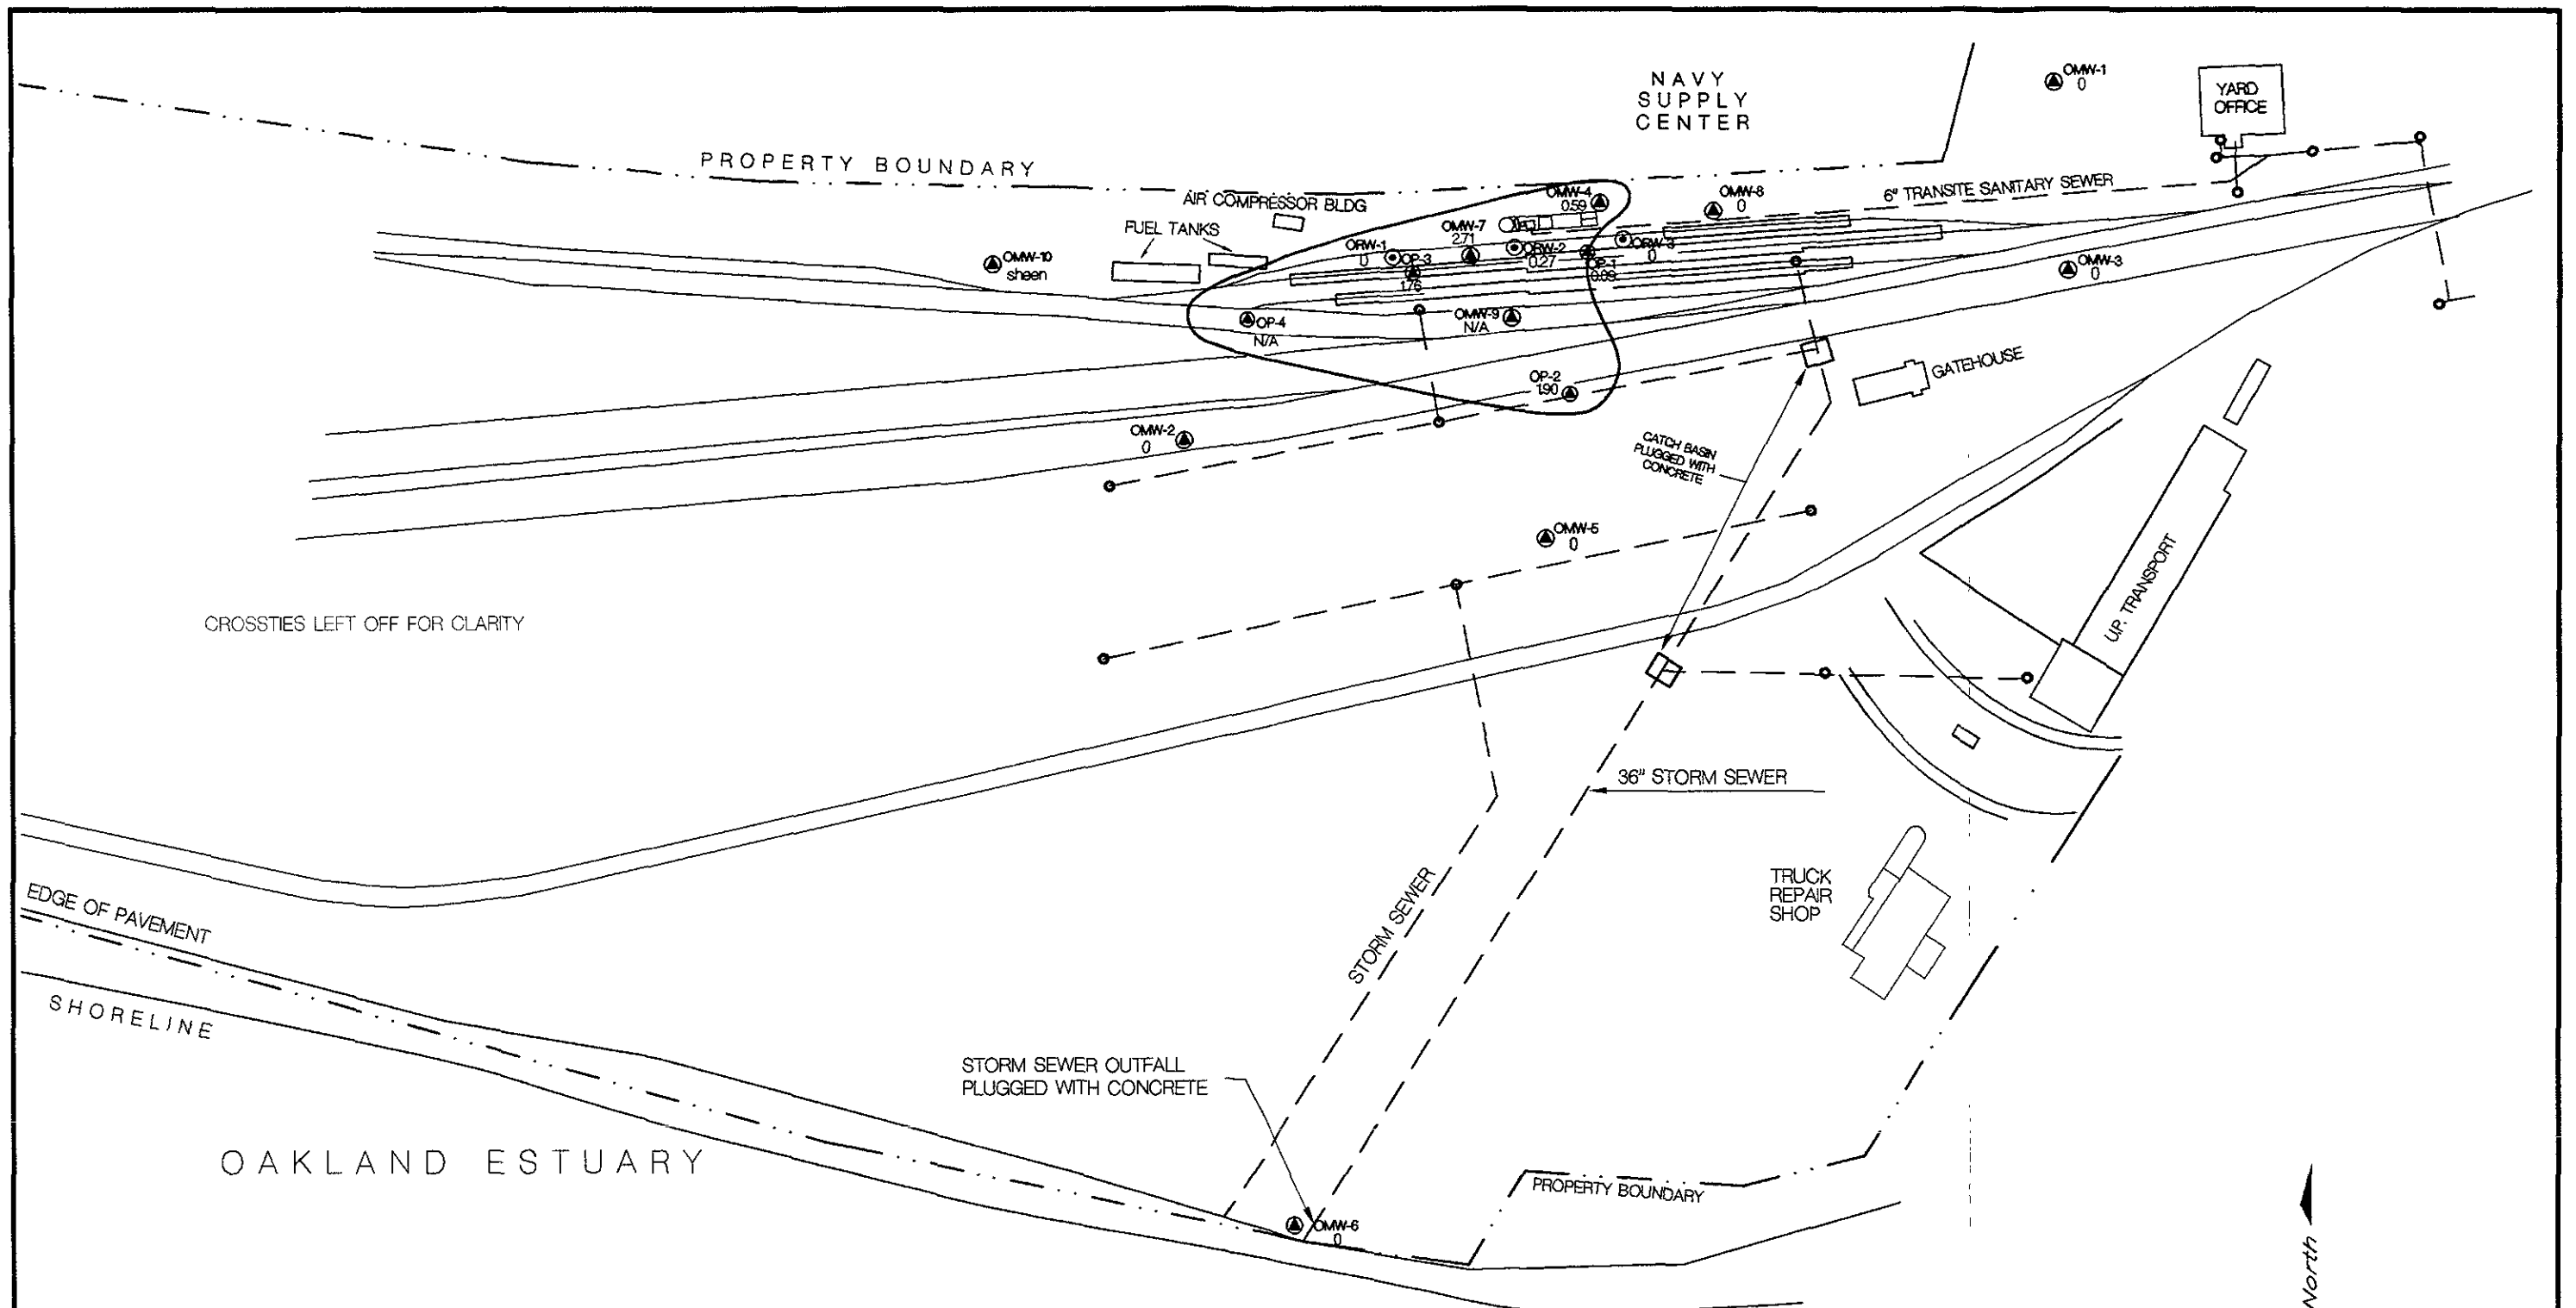 NAVY
SUPPLY
CENTER
OMW-1
0
YARD
OFFICE
PROPERTY BOUNDARY
AIR COMPRESSOR BLDG
OMW-4
0.59
OMW-8
0
6" TRANSITE SANITARY SEWER
FUEL TANKS
OMW-7
2.71
ORW-1
0
OP-3
1.76
ORW-2
0.27
ORW-3
0
OP-1
0.09
OMW-10
sheen
OMW-3
0
OP-4
N/A
OMW-9
N/A
GATEHOUSE
OP-2
1.90
OMW-2
0
CATCH BASIN
PLUGGED WITH
CONCRETE
OMW-5
0
U.P. TRANSPORT
CROSSTIES LEFT OFF FOR CLARITY
36" STORM SEWER
TRUCK
REPAIR
SHOP
EDGE OF PAVEMENT
STORM SEWER
SHORELINE
STORM SEWER OUTFALL
PLUGGED WITH CONCRETE
OAKLAND ESTUARY
PROPERTY BOUNDARY
OMW-6
0
North